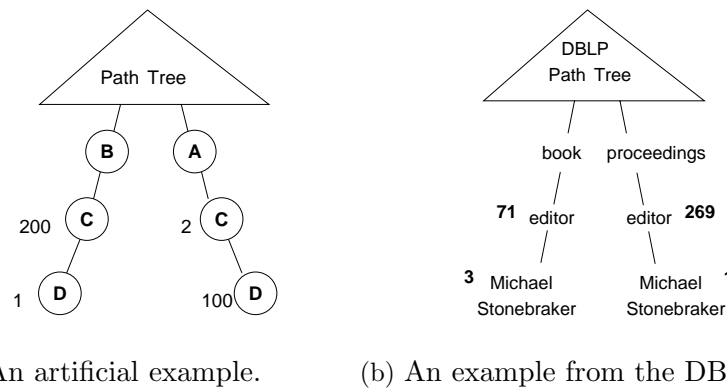 Path Tree
B
A
200
C
2
C
1
D
100
D
DBLP
Path Tree
book
proceedings
71
editor
editor
269
3
Michael
Stonebraker
Michael
Stonebraker
An artificial example.
(b) An example from the DB